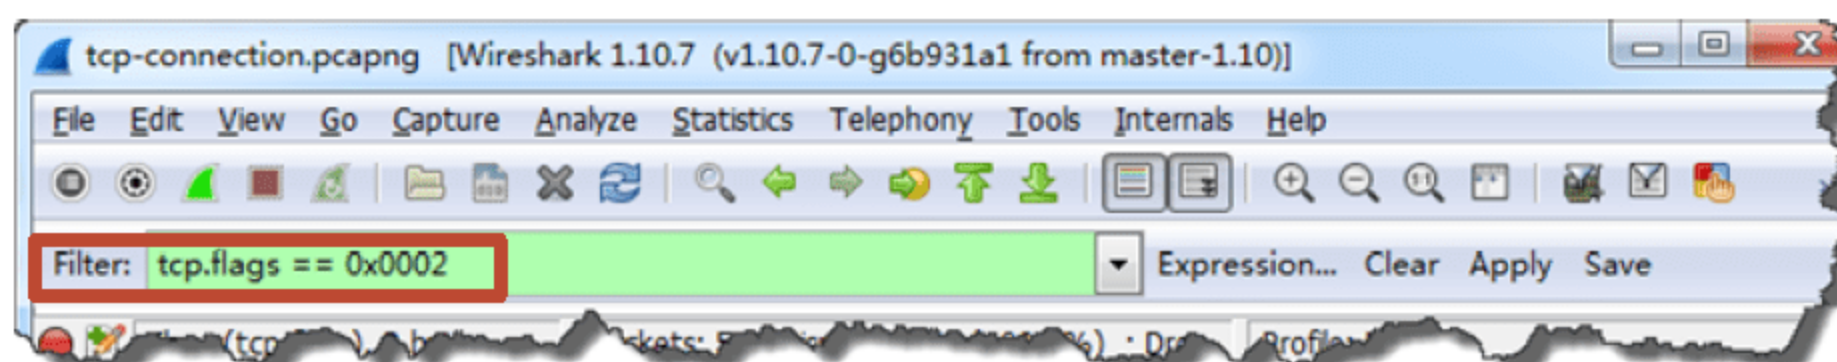 tcp-connection.pcapng [Wireshark 1.10.7 (v1.10.7-0-g6b931a1 from master-1.10)]
File Edit View Go Capture Analyze Statistics Telephony Tools Internals Help
Filter: tcp.flags == 0x0002 Expression... Clear Apply Save